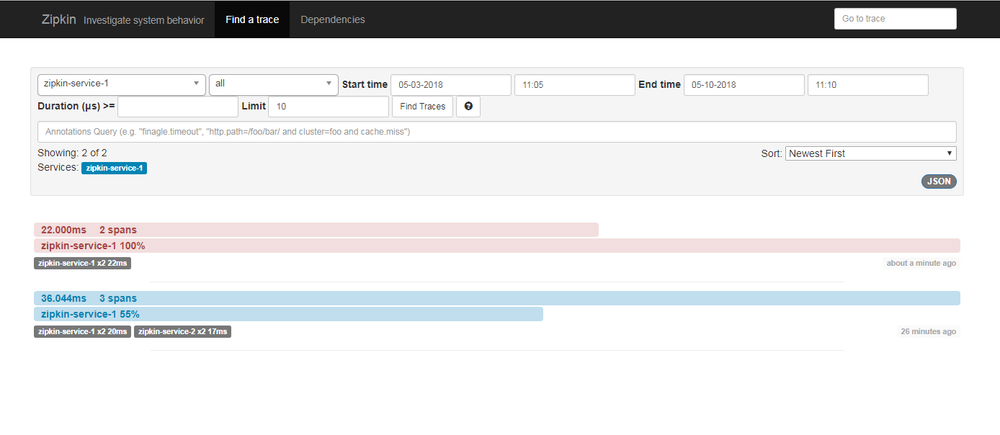 Zipkin Investigate system behavior Find a trace Dependencies Go to trace
zipkin-service-1 all Start time 05-03-2018 11:05 End time 05-10-2018 11:10
Duration (μs) >= Limit 10 Find Traces ?
Annotations Query (e.g. "finagle.timeout", "http.path=/foo/bar/ and cluster=foo and cache.miss")
Showing: 2 of 2 Sort: Newest First
Services: zipkin-service-1
JSON
22.000ms 2 spans
zipkin-service-1 100%
zipkin-service-1 x2 22ms about a minute ago
36.044ms 3 spans
zipkin-service-1 55%
zipkin-service-1 x2 20ms zipkin-service-2 x2 17ms 26 minutes ago